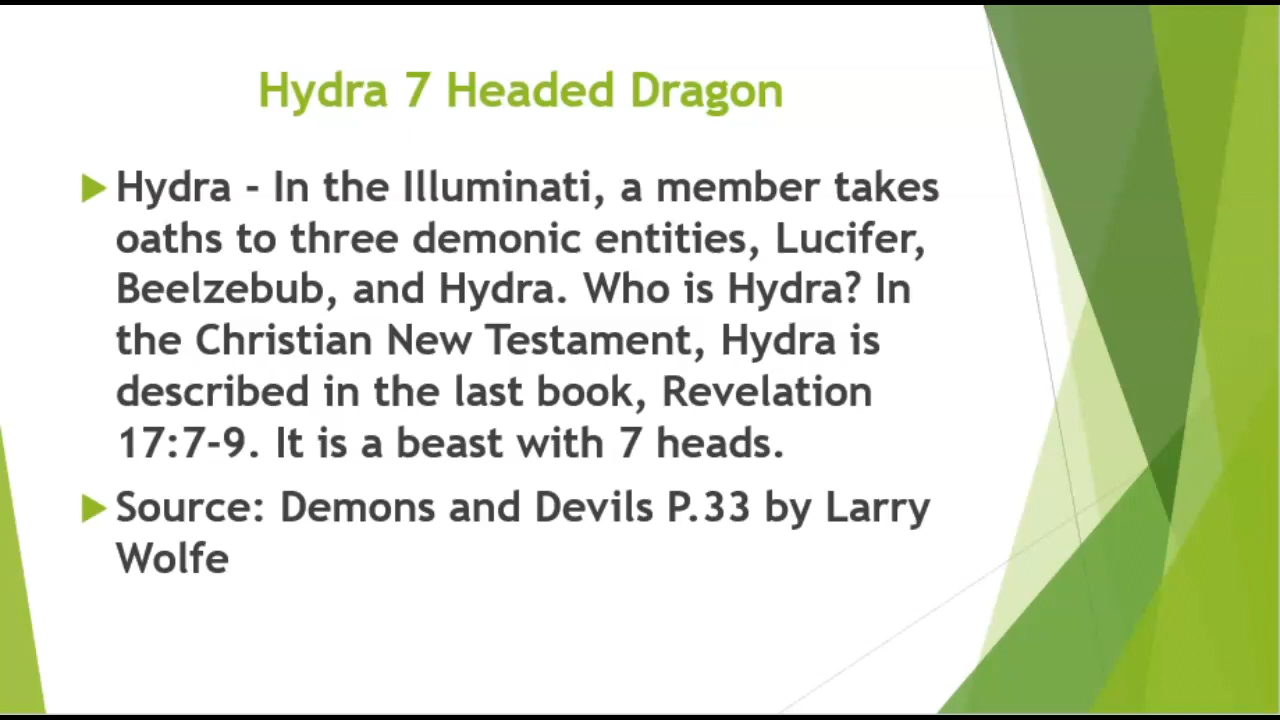 Hydra 7 Headed Dragon
Hydra - In the Illuminati, a member takes
oaths to three demonic entities, Lucifer,
Beelzebub, and Hydra. Who is Hydra? In
the Christian New Testament, Hydra is
described in the last book, Revelation
17:7-9. It is a beast with 7 heads.
Source: Demons and Devils P.33 by Larry
Wolfe